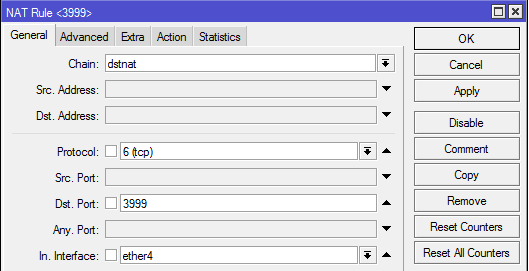 NAT Rule <3999>
General Advanced Extra Action Statistics
Chain: dstnat
Src. Address:
Dst. Address:
Protocol: 6 (tcp)
Src. Port:
Dst. Port: 3999
Any. Port:
In. Interface: ether4
OK
Cancel
Apply
Disable
Comment
Copy
Remove
Reset Counters
Reset All Counters